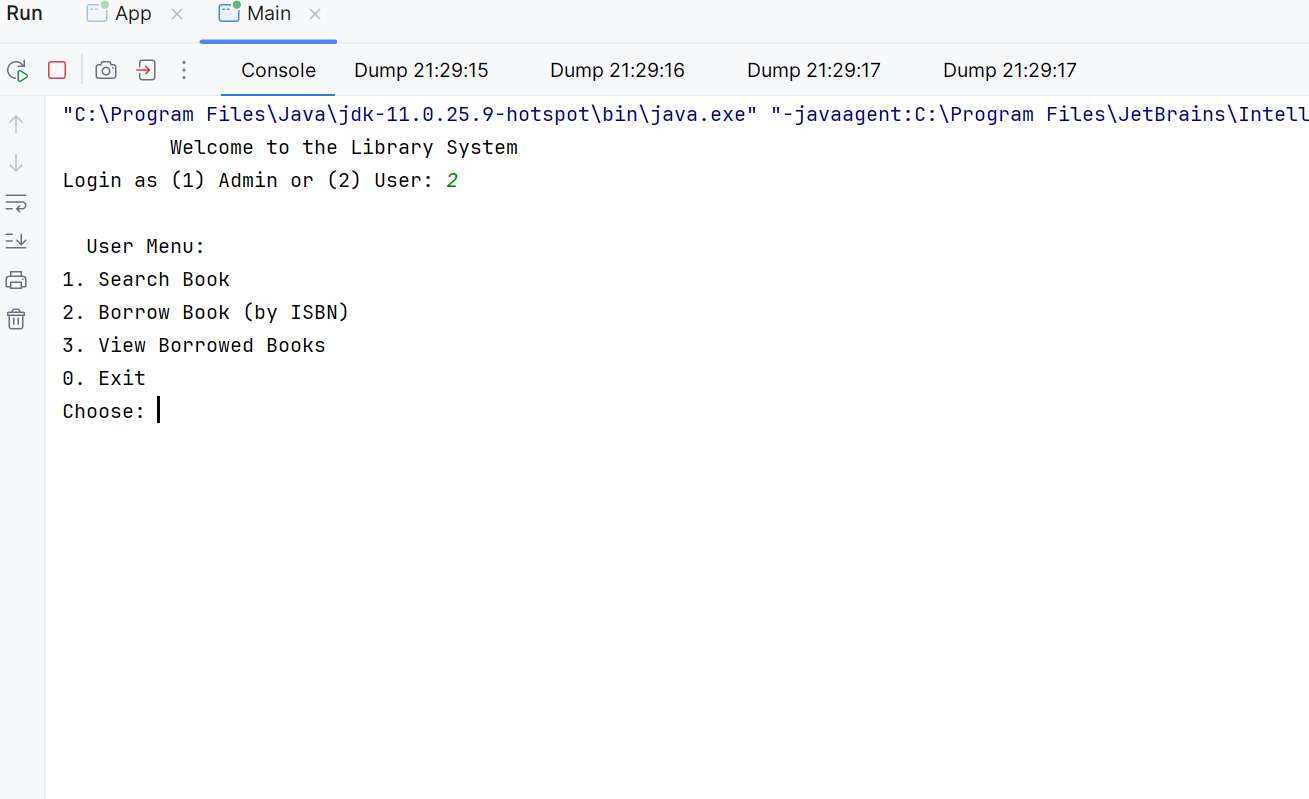 Run App Main
Console Dump 21:29:15 Dump 21:29:16 Dump 21:29:17 Dump 21:29:17
"C:\Program Files\Java\jdk-11.0.25.9-hotspot\bin\java.exe" "-javaagent:C:\Program Files\JetBrains\Intell
Welcome to the Library System
Login as (1) Admin or (2) User: 2
User Menu:
1. Search Book
2. Borrow Book (by ISBN)
3. View Borrowed Books
0. Exit
Choose: